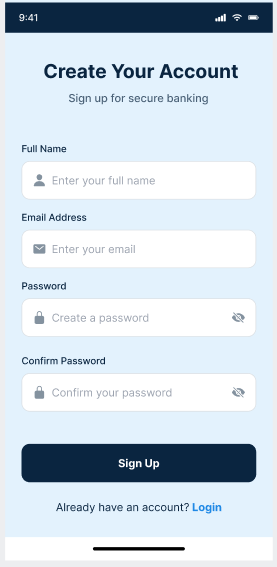 9:41
Create Your Account
Sign up for secure banking
Full Name
Enter your full name
Email Address
Enter your email
Password
Create a password
Confirm Password
Confirm your password
Sign Up
Already have an account? Login